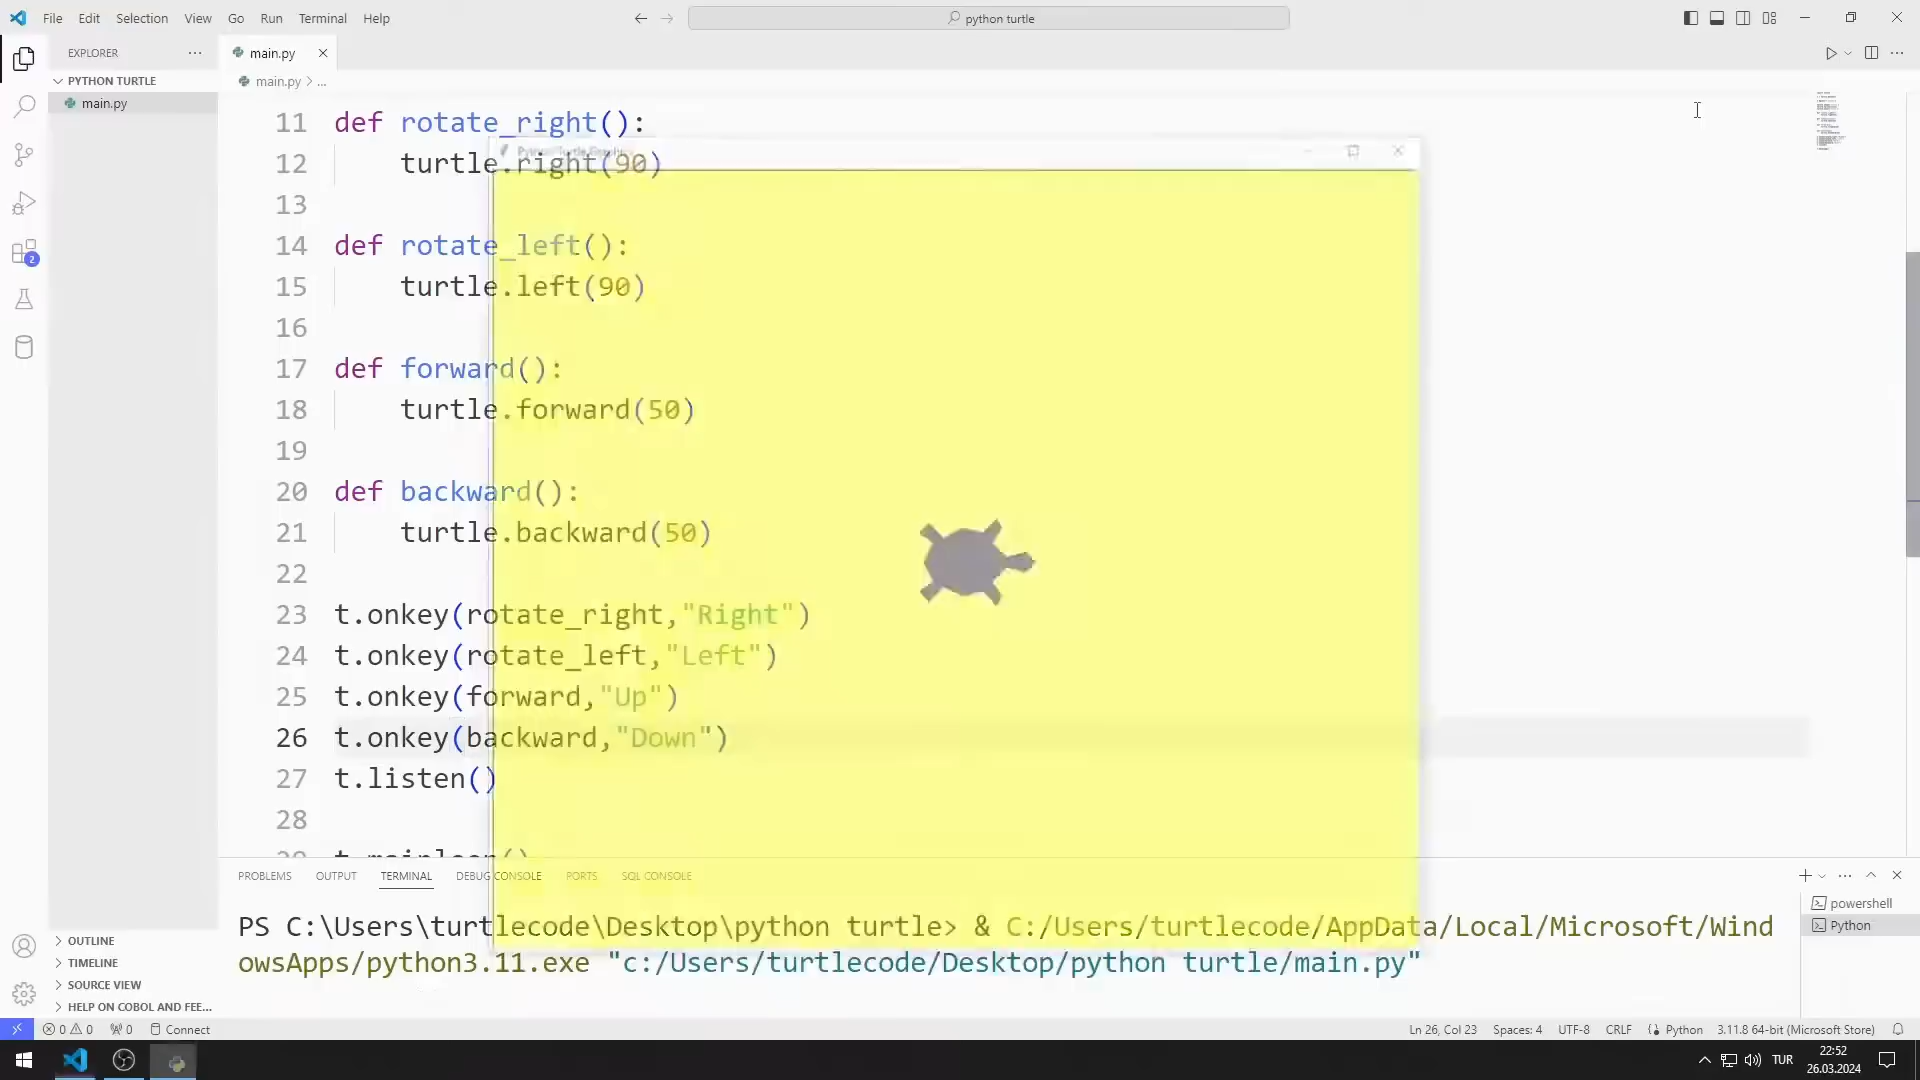 File Edit Selection View Go Run Terminal Help
python turtle
EXPLORER
main.py
PYTHON TURTLE
main.py > ...
main.py
11 def rotate_right():
Python Turtle Graphics
12 turtle.right(90)
13
14 def rotate_left():
15 turtle.left(90)
16
17 def forward():
18 turtle.forward(50)
19
20 def backward():
21 turtle.backward(50)
22
23 t.onkey(rotate_right,"Right")
24 t.onkey(rotate_left,"Left")
25 t.onkey(forward,"Up")
26 t.onkey(backward,"Down")
27 t.listen()
28
29 t.mainloop()
PROBLEMS OUTPUT TERMINAL DEBUG CONSOLE PORTS SQL CONSOLE
PS C:\Users\turtlecode\Desktop\python turtle> & C:/Users/turtlecode/AppData/Local/Microsoft/Wind
owsApps/python3.11.exe "c:/Users/turtlecode/Desktop/python turtle/main.py"
powershell
Python
2
OUTLINE
TIMELINE
SOURCE VIEW
HELP ON COBOL AND FEE...
0 0 0 Connect
Ln 26, Col 23 Spaces: 4 UTF-8 CRLF Python 3.11.8 64-bit (Microsoft Store)
TUR
22:52
26.03.2024